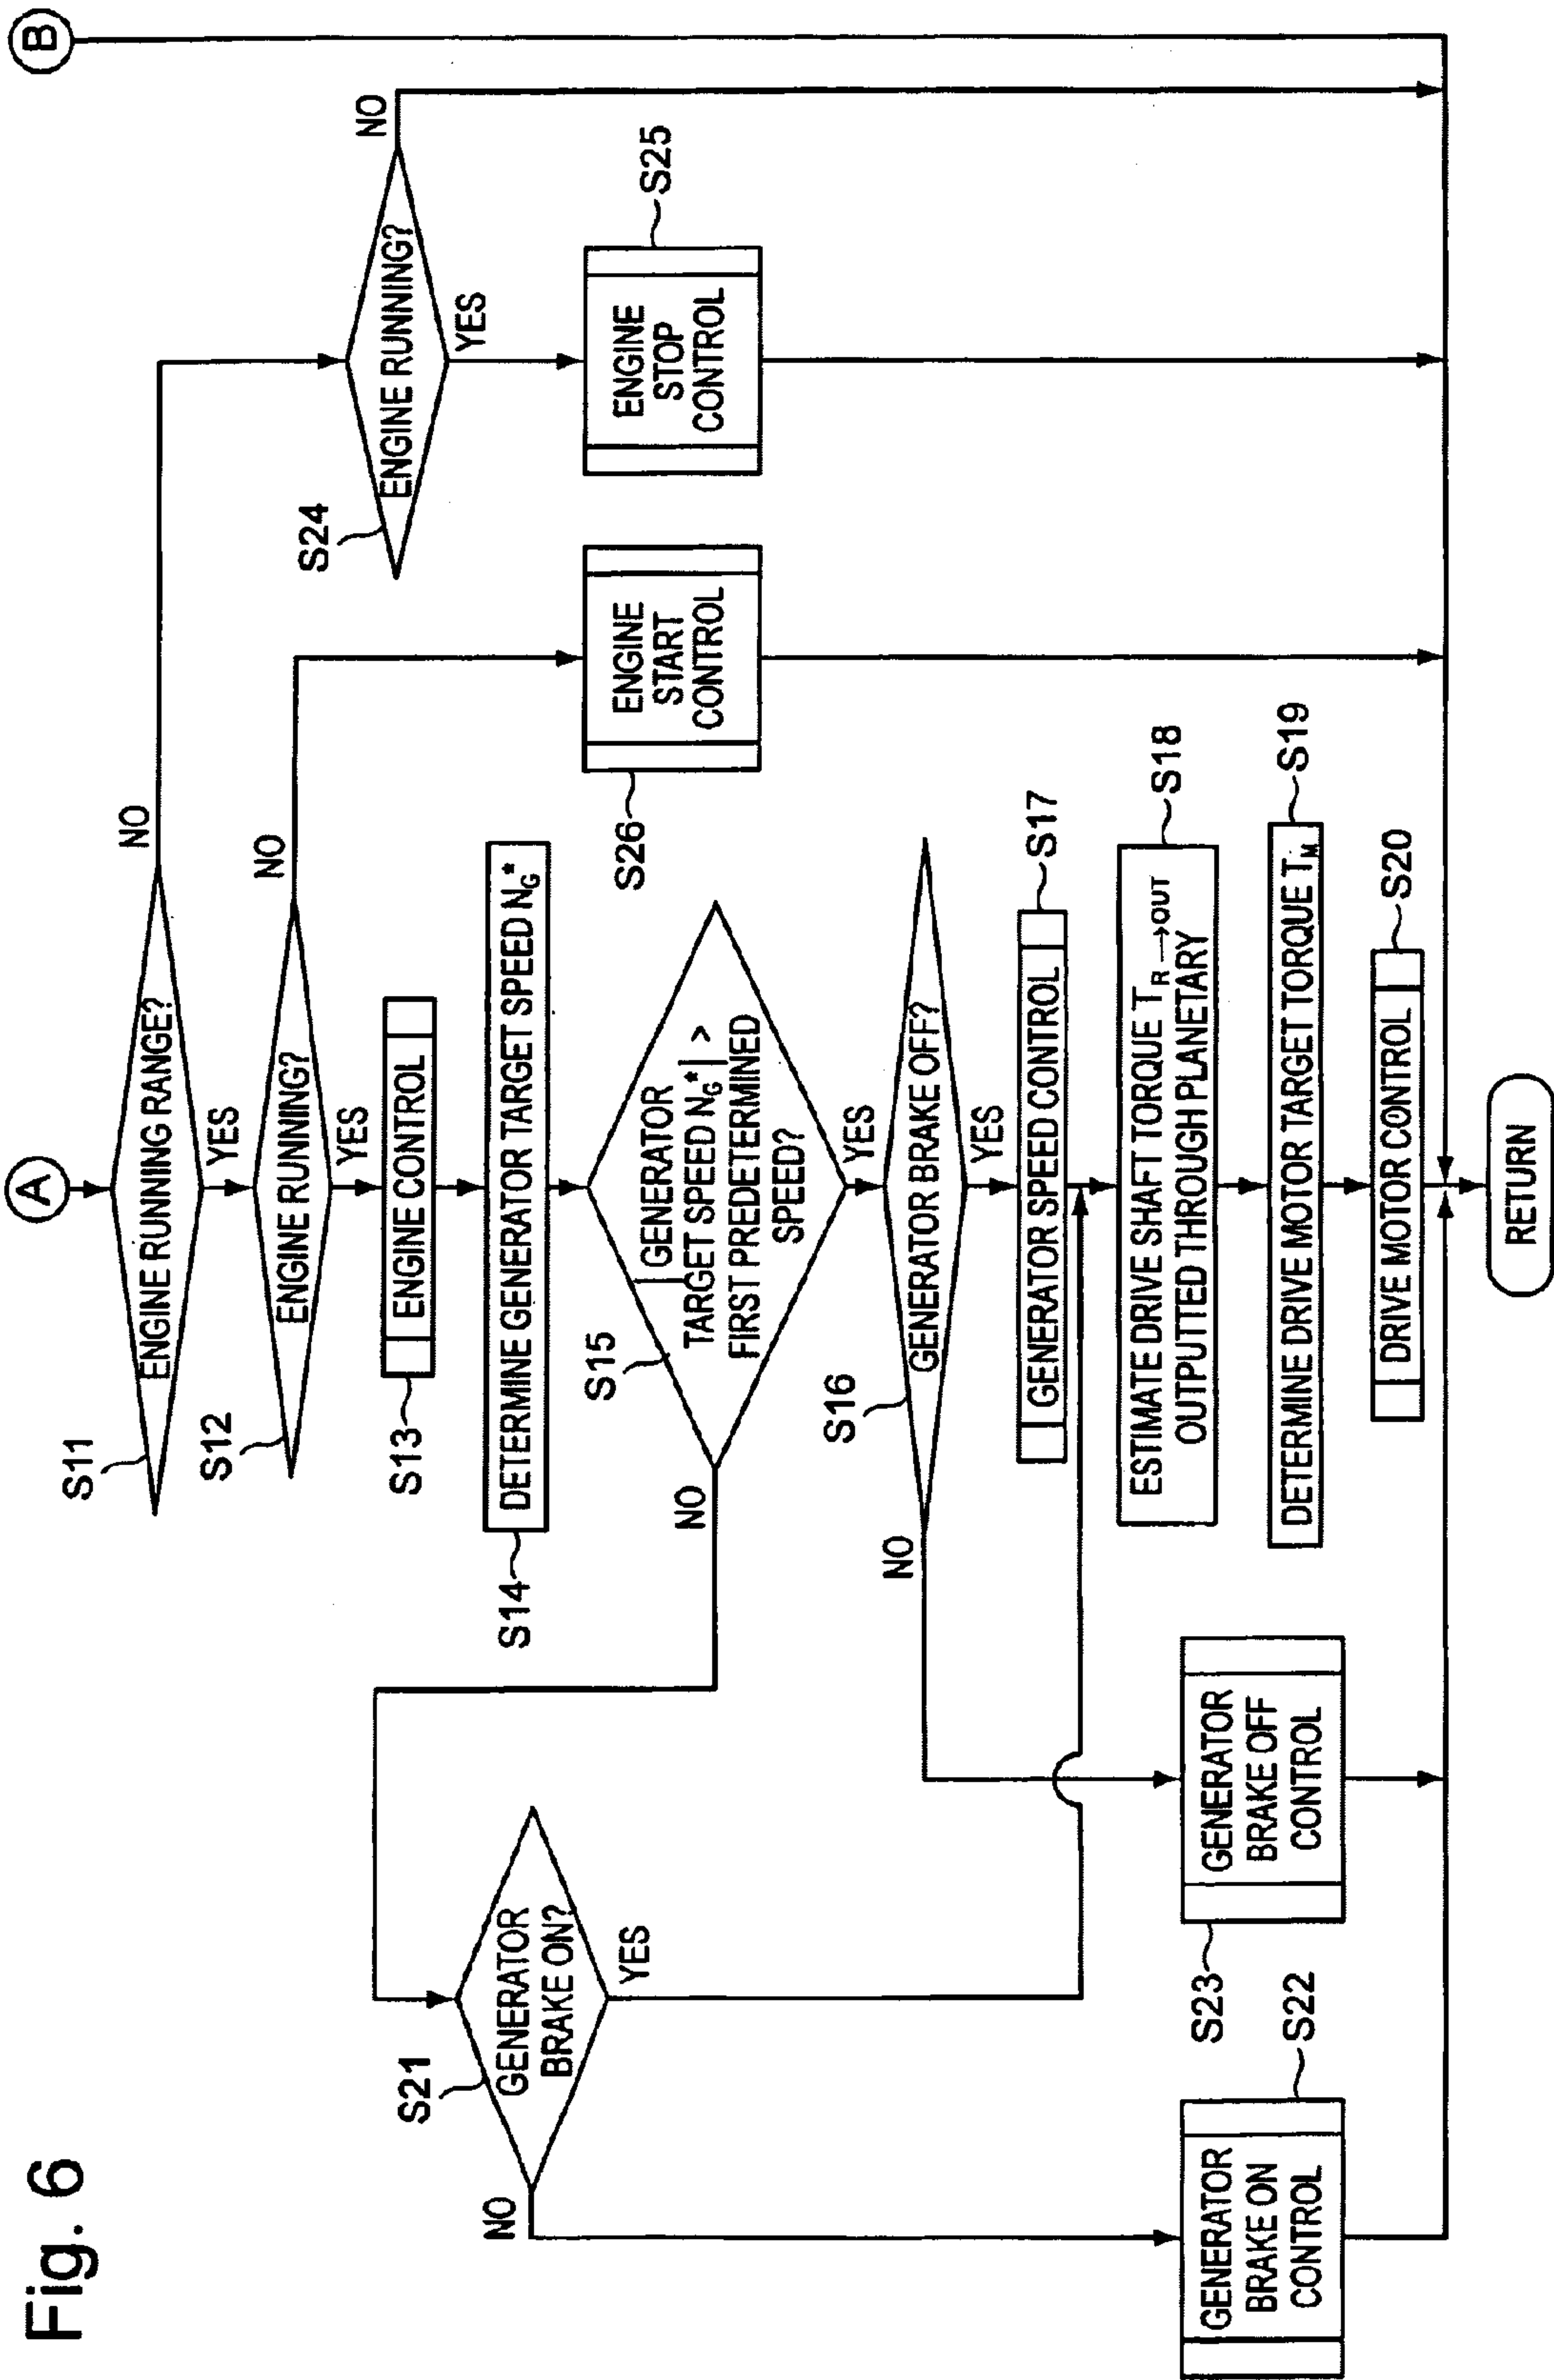 Fig. 6
A
B
S11
ENGINE RUNNING RANGE?
NO
YES
S12
ENGINE RUNNING?
NO
YES
S24
ENGINE RUNNING?
NO
YES
S13
ENGINE CONTROL
S14
DETERMINE GENERATOR TARGET SPEED NG*
S26
ENGINE
START
CONTROL
S25
ENGINE
STOP
CONTROL
S15
|GENERATOR
TARGET SPEED NG*| >
FIRST PREDETERMINED
SPEED?
NO
YES
S21
GENERATOR
BRAKE ON?
NO
YES
S16
GENERATOR BRAKE OFF?
NO
YES
S17
GENERATOR SPEED CONTROL
S18
ESTIMATE DRIVE SHAFT TORQUE TR→OUT
OUTPUTTED THROUGH PLANETARY
S19
DETERMINE DRIVE MOTOR TARGET TORQUE TM
S22
GENERATOR
BRAKE ON
CONTROL
S23
GENERATOR
BRAKE OFF
CONTROL
S20
DRIVE MOTOR CONTROL
RETURN